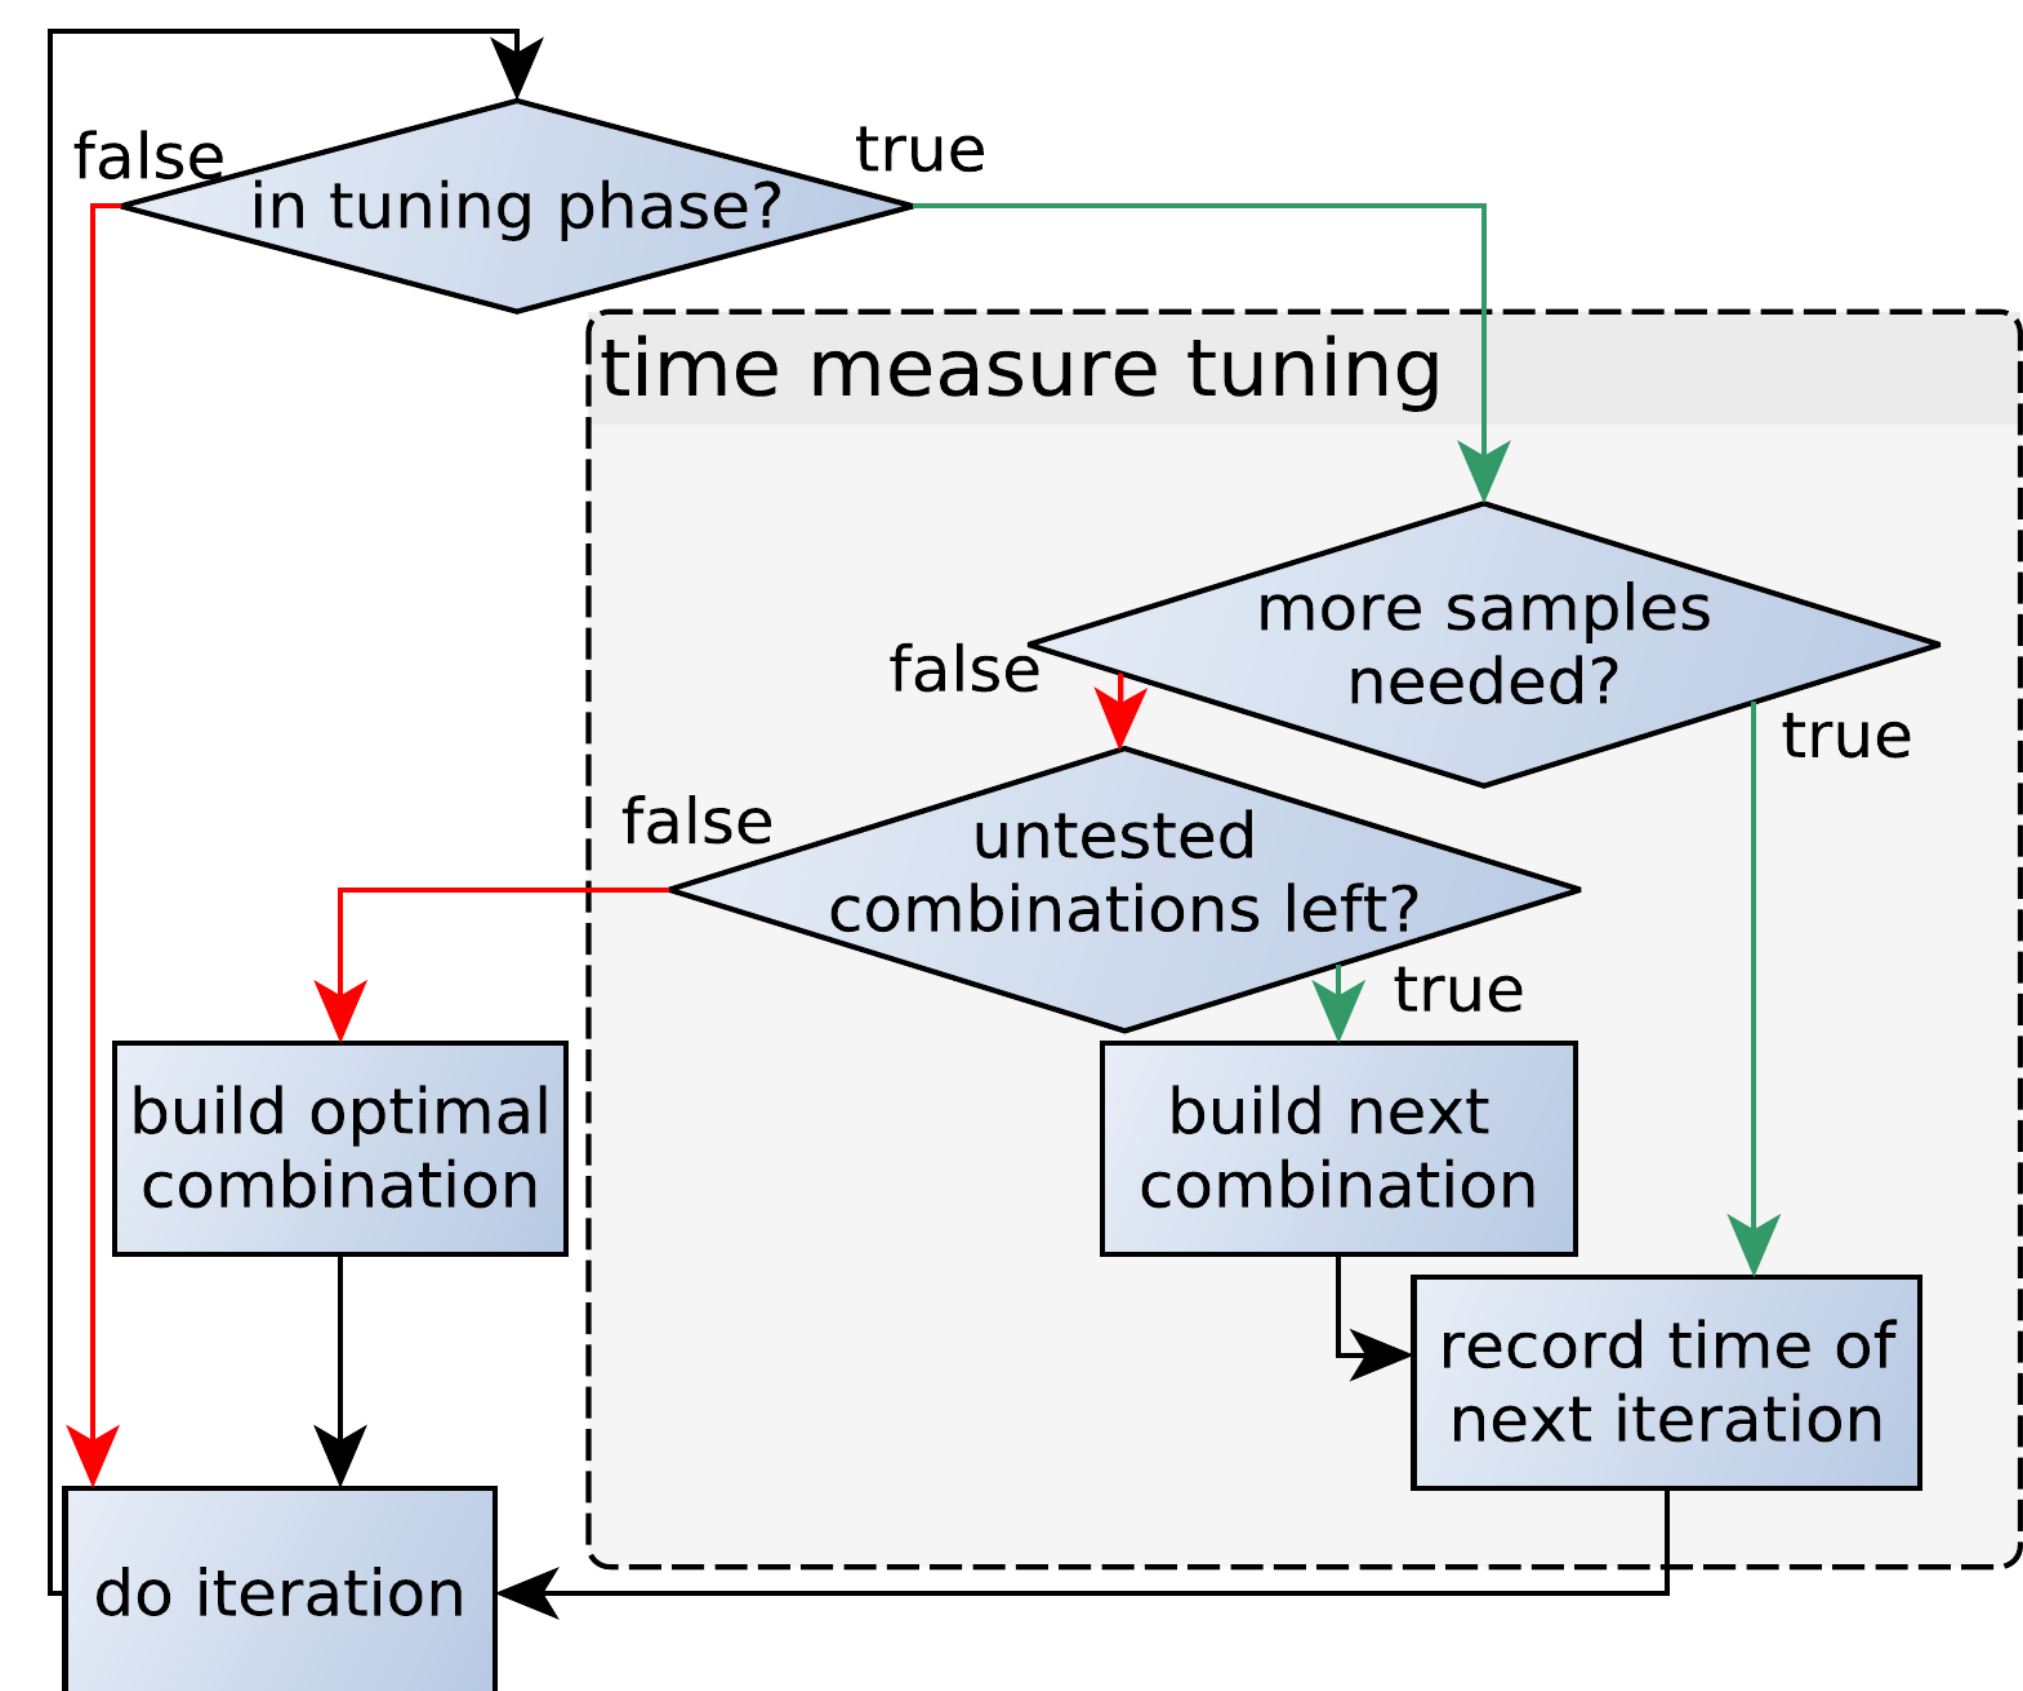 false
true
in tuning phase?
time measure tuning
more samples
needed?
false
true
false
untested
combinations left?
true
build optimal
combination
build next
combination
record time of
next iteration
do iteration